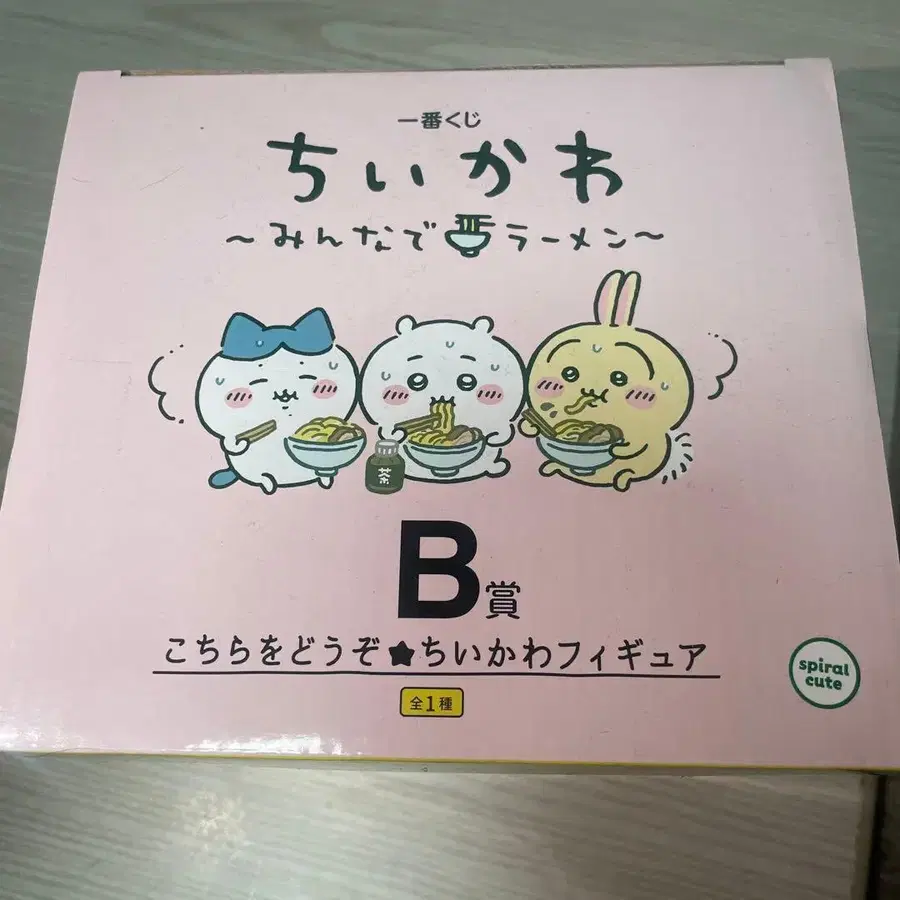 一番くじ
ちいかわ
~みんなでラーメン~
茶
B賞
こちらをどうぞ★ちいかわフィギュア
全1種
spiral
cute